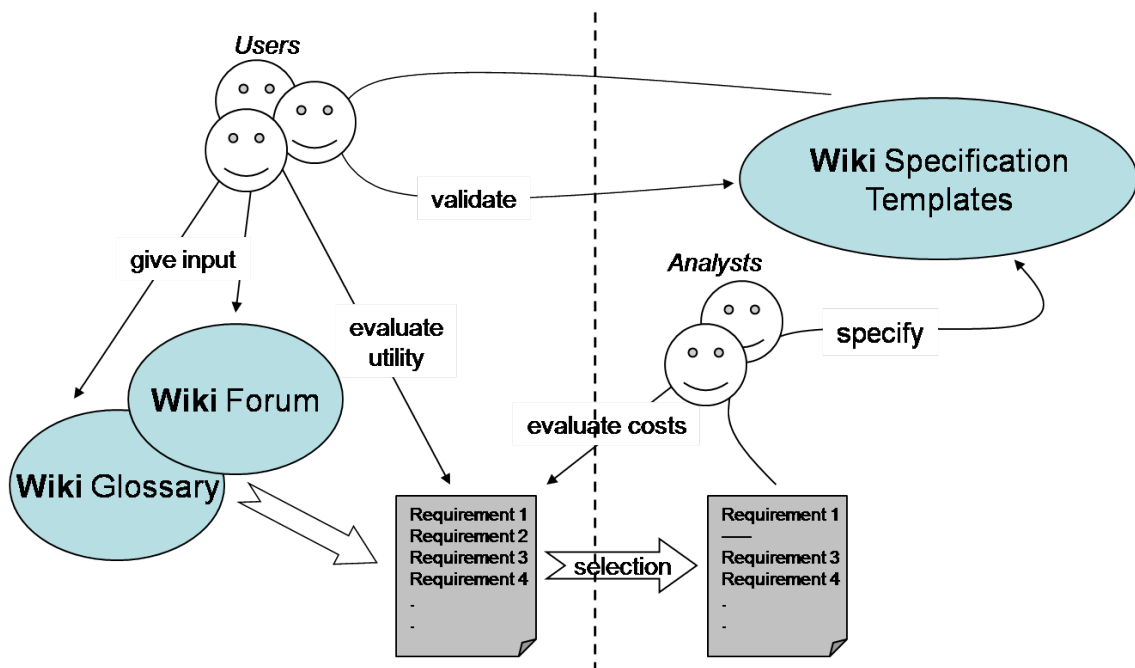 Users
Wiki Specification
Templates
validate
give input
Analysts
evaluate
utility
specify
Wiki Forum
evaluate costs
Wiki Glossary
Requirement 1
Requirement 2
Requirement 3
Requirement 4
.
.
selection
Requirement 1
Requirement 3
Requirement 4
.
.